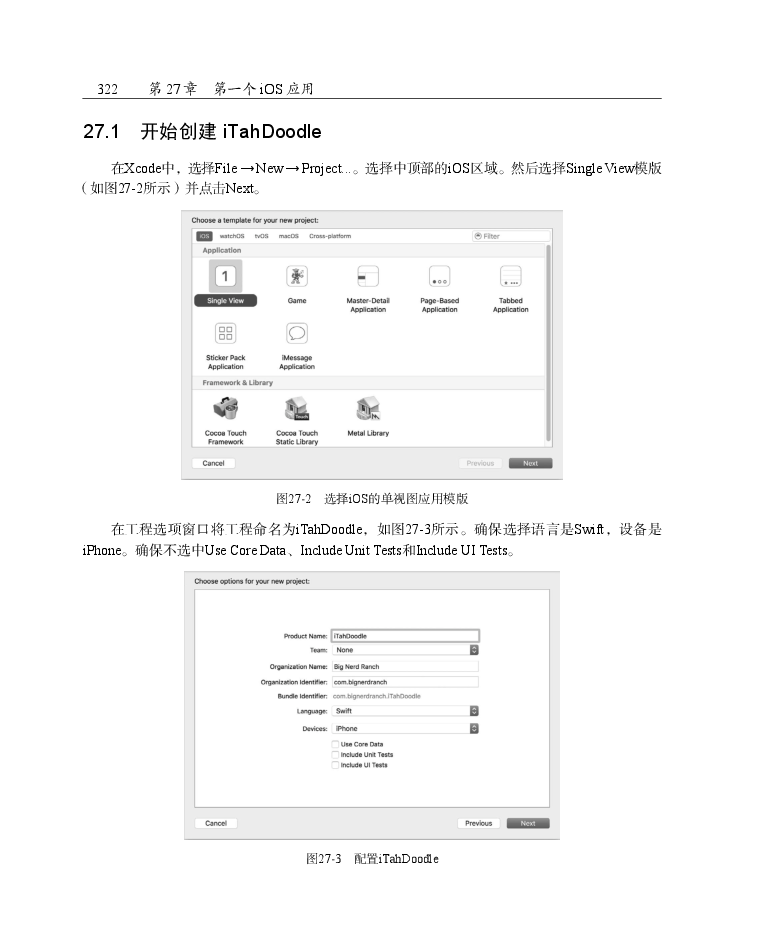 322 第 27 章 第一个 iOS 应用
27.1 开始创建 iTahDoodle
在Xcode中，选择File→New→Project...。选择中顶部的iOS区域。然后选择Single View模版
（如图27-2所示）并点击Next。
Choose a template for your new project:
iOS watchOS tvOS macOS Cross-platform Filter
Application
1
Single View Game Master-Detail Page-Based Tabbed
Application Application Application
Sticker Pack iMessage
Application Application
Framework & Library
Touch
Cocoa Touch Cocoa Touch Metal Library
Framework Static Library
Cancel Previous Next
图27-2 选择iOS的单视图应用模版
在工程选项窗口将工程命名为iTahDoodle，如图27-3所示。确保选择语言是Swift，设备是
iPhone。确保不选中Use Core Data、Include Unit Tests和Include UI Tests。
Choose options for your new project:
Product Name: iTahDoodle
Team: None
Organization Name: Big Nerd Ranch
Organization Identifier: com.bignerdranch
Bundle Identifier: com.bignerdranch.iTahDoodle
Language: Swift
Devices: iPhone
Use Core Data
Include Unit Tests
Include UI Tests
Cancel Previous Next
图27-3 配置iTahDoodle